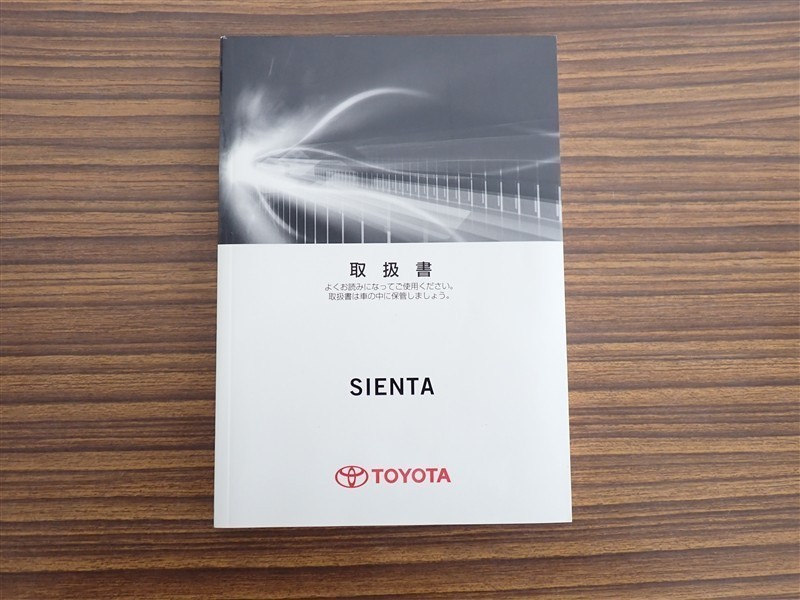 取扱書
よくお読みになってご使用ください。
取扱書は車の中に保管しましょう。
SIENTA
TOYOTA